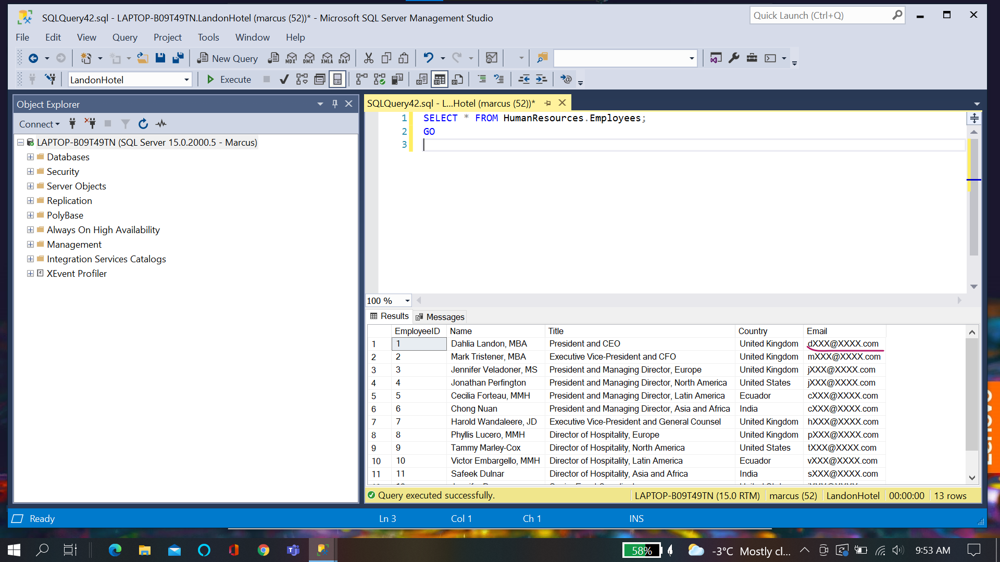 SQLQuery42.sql - LAPTOP-B09T49TN.LandonHotel (marcus (52))* - Microsoft SQL Server Management Studio
Quick Launch (Ctrl+Q)
File Edit View Query Project Tools Window Help
New Query MDX DMX XMLA DAX
LandonHotel Execute
Object Explorer
Connect
LAPTOP-B09T49TN (SQL Server 15.0.2000.5 - Marcus)
Databases
Security
Server Objects
Replication
PolyBase
Always On High Availability
Management
Integration Services Catalogs
XEvent Profiler
SQLQuery42.sql - L...Hotel (marcus (52))*
1 SELECT * FROM HumanResources.Employees;
2 GO
3
100 %
Results Messages
EmployeeID Name Title Country Email
1 1 Dahlia Landon, MBA President and CEO United Kingdom dXXX@XXXX.com
2 2 Mark Tristener, MBA Executive Vice-President and CFO United Kingdom mXXX@XXXX.com
3 3 Jennifer Veladoner, MS President and Managing Director, Europe United Kingdom jXXX@XXXX.com
4 4 Jonathan Perfington President and Managing Director, North America United States jXXX@XXXX.com
5 5 Cecilia Forteau, MMH President and Managing Director, Latin America Ecuador cXXX@XXXX.com
6 6 Chong Nuan President and Managing Director, Asia and Africa India cXXX@XXXX.com
7 7 Harold Wandaleere, JD Executive Vice-President and General Counsel United Kingdom hXXX@XXXX.com
8 8 Phyllis Lucero, MMH Director of Hospitality, Europe United Kingdom pXXX@XXXX.com
9 9 Tammy Marley-Cox Director of Hospitality, North America United States tXXX@XXXX.com
10 10 Victor Embargello, MMH Director of Hospitality, Latin America Ecuador vXXX@XXXX.com
11 11 Safeek Dulnar Director of Hospitality, Asia and Africa India sXXX@XXXX.com
Query executed successfully. LAPTOP-B09T49TN (15.0 RTM) marcus (52) LandonHotel 00:00:00 13 rows
Ready Ln 3 Col 1 Ch 1 INS
Lenovo
58% -3°C Mostly cl... 9:53 AM